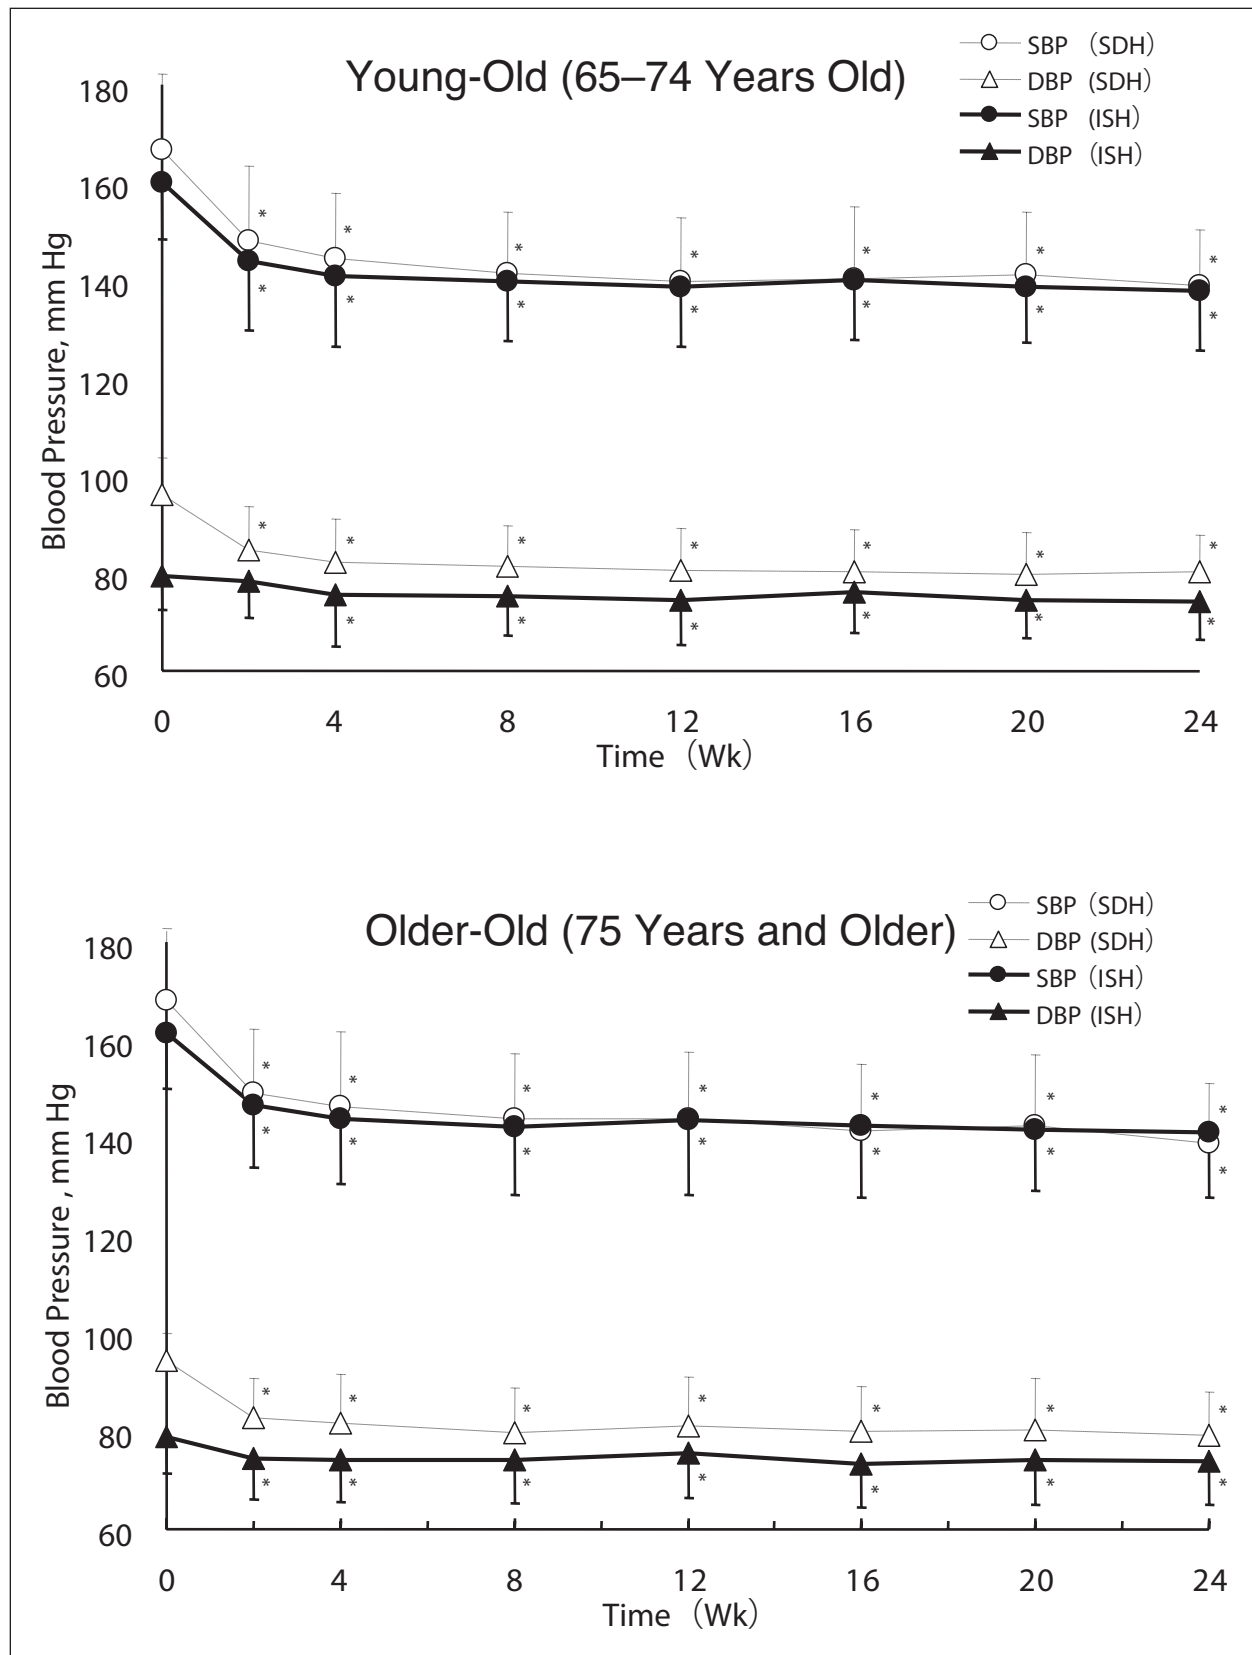 Young-Old (65–74 Years Old)
SBP (SDH)
DBP (SDH)
SBP (ISH)
DBP (ISH)
Blood Pressure, mm Hg
180
160
140
120
100
80
60
* * * * * * *
* * * * * * *
* * * * * * *
* * * * * *
0 4 8 12 16 20 24
Time (Wk)
Older-Old (75 Years and Older)
SBP (SDH)
DBP (SDH)
SBP (ISH)
DBP (ISH)
Blood Pressure , mm Hg
180
160
140
120
100
80
60
* * * * * * *
* * * * * * *
* * * * * * *
* * * * * * *
0 4 8 12 16 20 24
Time (Wk)